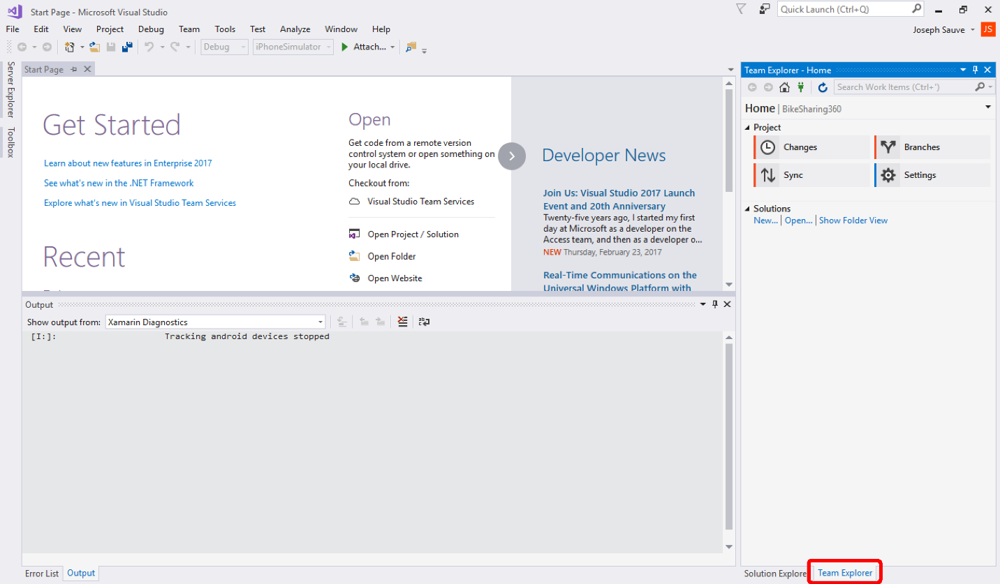 Start Page - Microsoft Visual Studio
Quick Launch (Ctrl+Q)
File Edit View Project Debug Team Tools Test Analyze Window Help
Joseph Sauve JS
Debug iPhoneSimulator Attach...
Server Explorer
Toolbox
Start Page
Get Started
Learn about new features in Enterprise 2017
See what's new in the .NET Framework
Explore what's new in Visual Studio Team Services
Recent
Open
Get code from a remote version
control system or open something on
your local drive.
Checkout from:
Visual Studio Team Services
Open Project / Solution
Open Folder
Open Website
Developer News
Join Us: Visual Studio 2017 Launch
Event and 20th Anniversary
Twenty-five years ago, I started my first
day at Microsoft as a developer on the
Access team, and then as a developer o...
NEW Thursday, February 23, 2017
Real-Time Communications on the
Universal Windows Platform with
Output
Show output from: Xamarin Diagnostics
[I:]: Tracking android devices stopped
Error List Output
Team Explorer - Home
Search Work Items (Ctrl+')
Home | BikeSharing360
Project
Changes Branches
Sync Settings
Solutions
New... | Open... | Show Folder View
Solution Explore Team Explorer